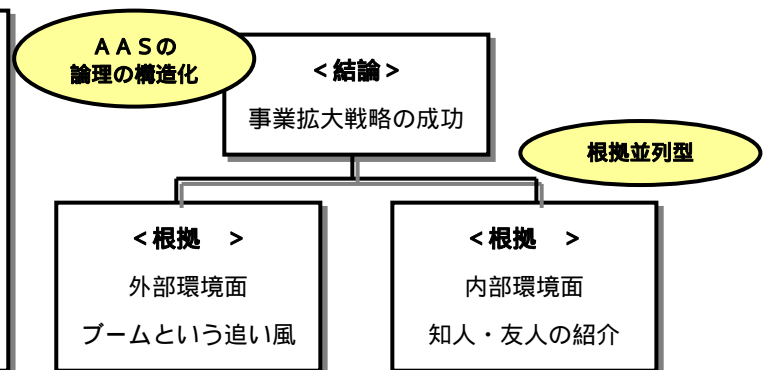 ＡＡＳの
論理の構造化
＜結論＞
事業拡大戦略の成功
根拠並列型
＜根拠　＞
外部環境面
ブームという追い風
＜根拠　＞
内部環境面
知人・友人の紹介